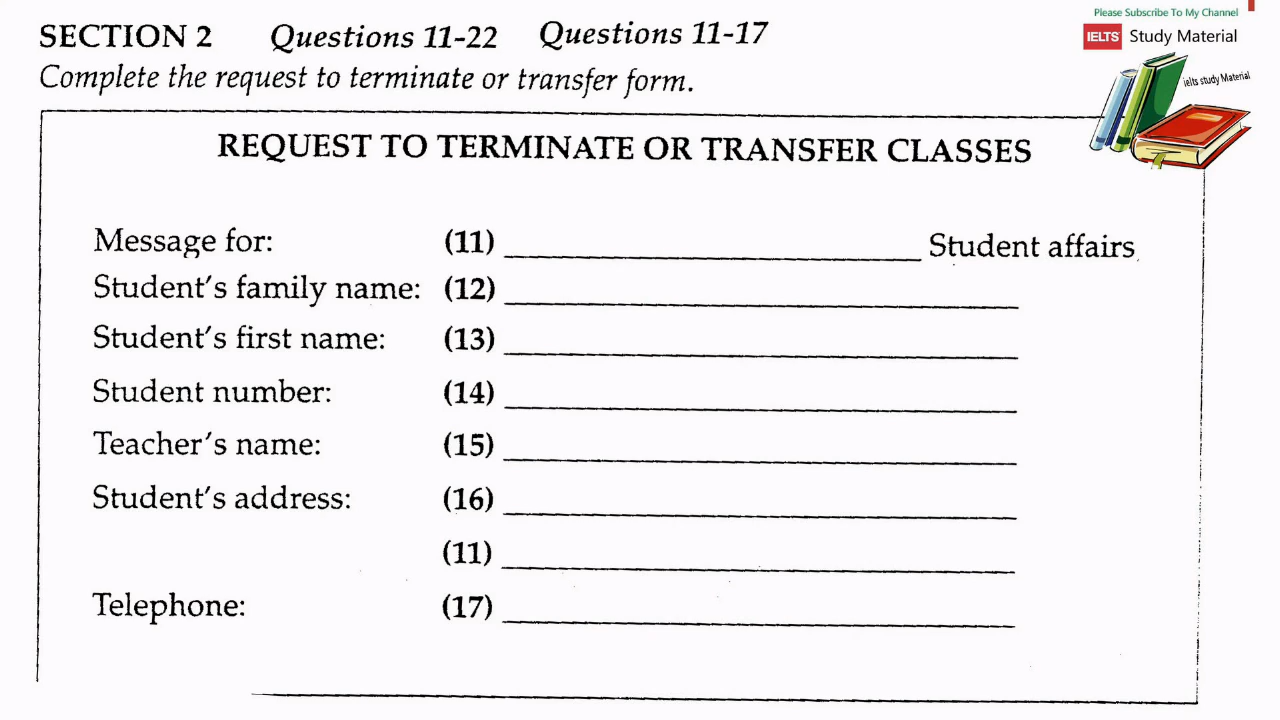 Please Subscribe To My Channel
SECTION 2 Questions 11-22 Questions 11-17
IELTS Study Material
Complete the request to terminate or transfer form.
ielts study Material
REQUEST TO TERMINATE OR TRANSFER CLASSES
Message for: (11) Student affairs
Student's family name: (12)
Student's first name: (13)
Student number: (14)
Teacher's name: (15)
Student's address: (16)
(11)
Telephone: (17)